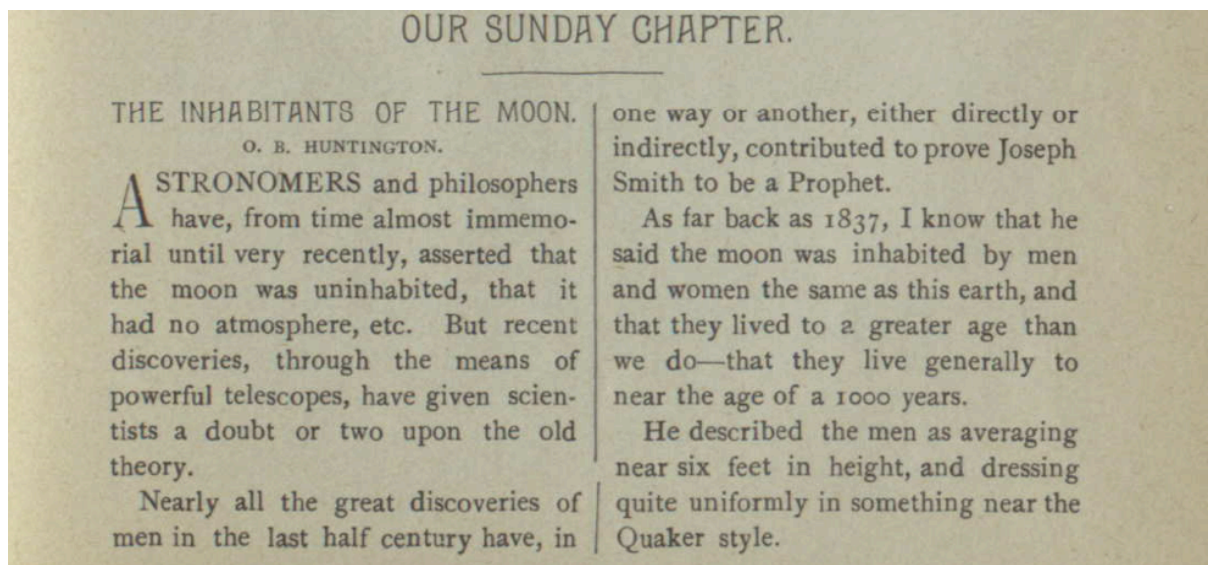 OUR SUNDAY CHAPTER.
THE INHABITANTS OF THE MOON.
O. B. HUNTINGTON.
ASTRONOMERS and philosophers
have, from time almost immemo-
rial until very recently, asserted that
the moon was uninhabited, that it
had no atmosphere, etc. But recent
discoveries, through the means of
powerful telescopes, have given scien-
tists a doubt or two upon the old
theory.
Nearly all the great discoveries of
men in the last half century have, in
one way or another, either directly or
indirectly, contributed to prove Joseph
Smith to be a Prophet.
As far back as 1837, I know that he
said the moon was inhabited by men
and women the same as this earth, and
that they lived to a greater age than
we do—that they live generally to
near the age of a 1000 years.
He described the men as averaging
near six feet in height, and dressing
quite uniformly in something near the
Quaker style.